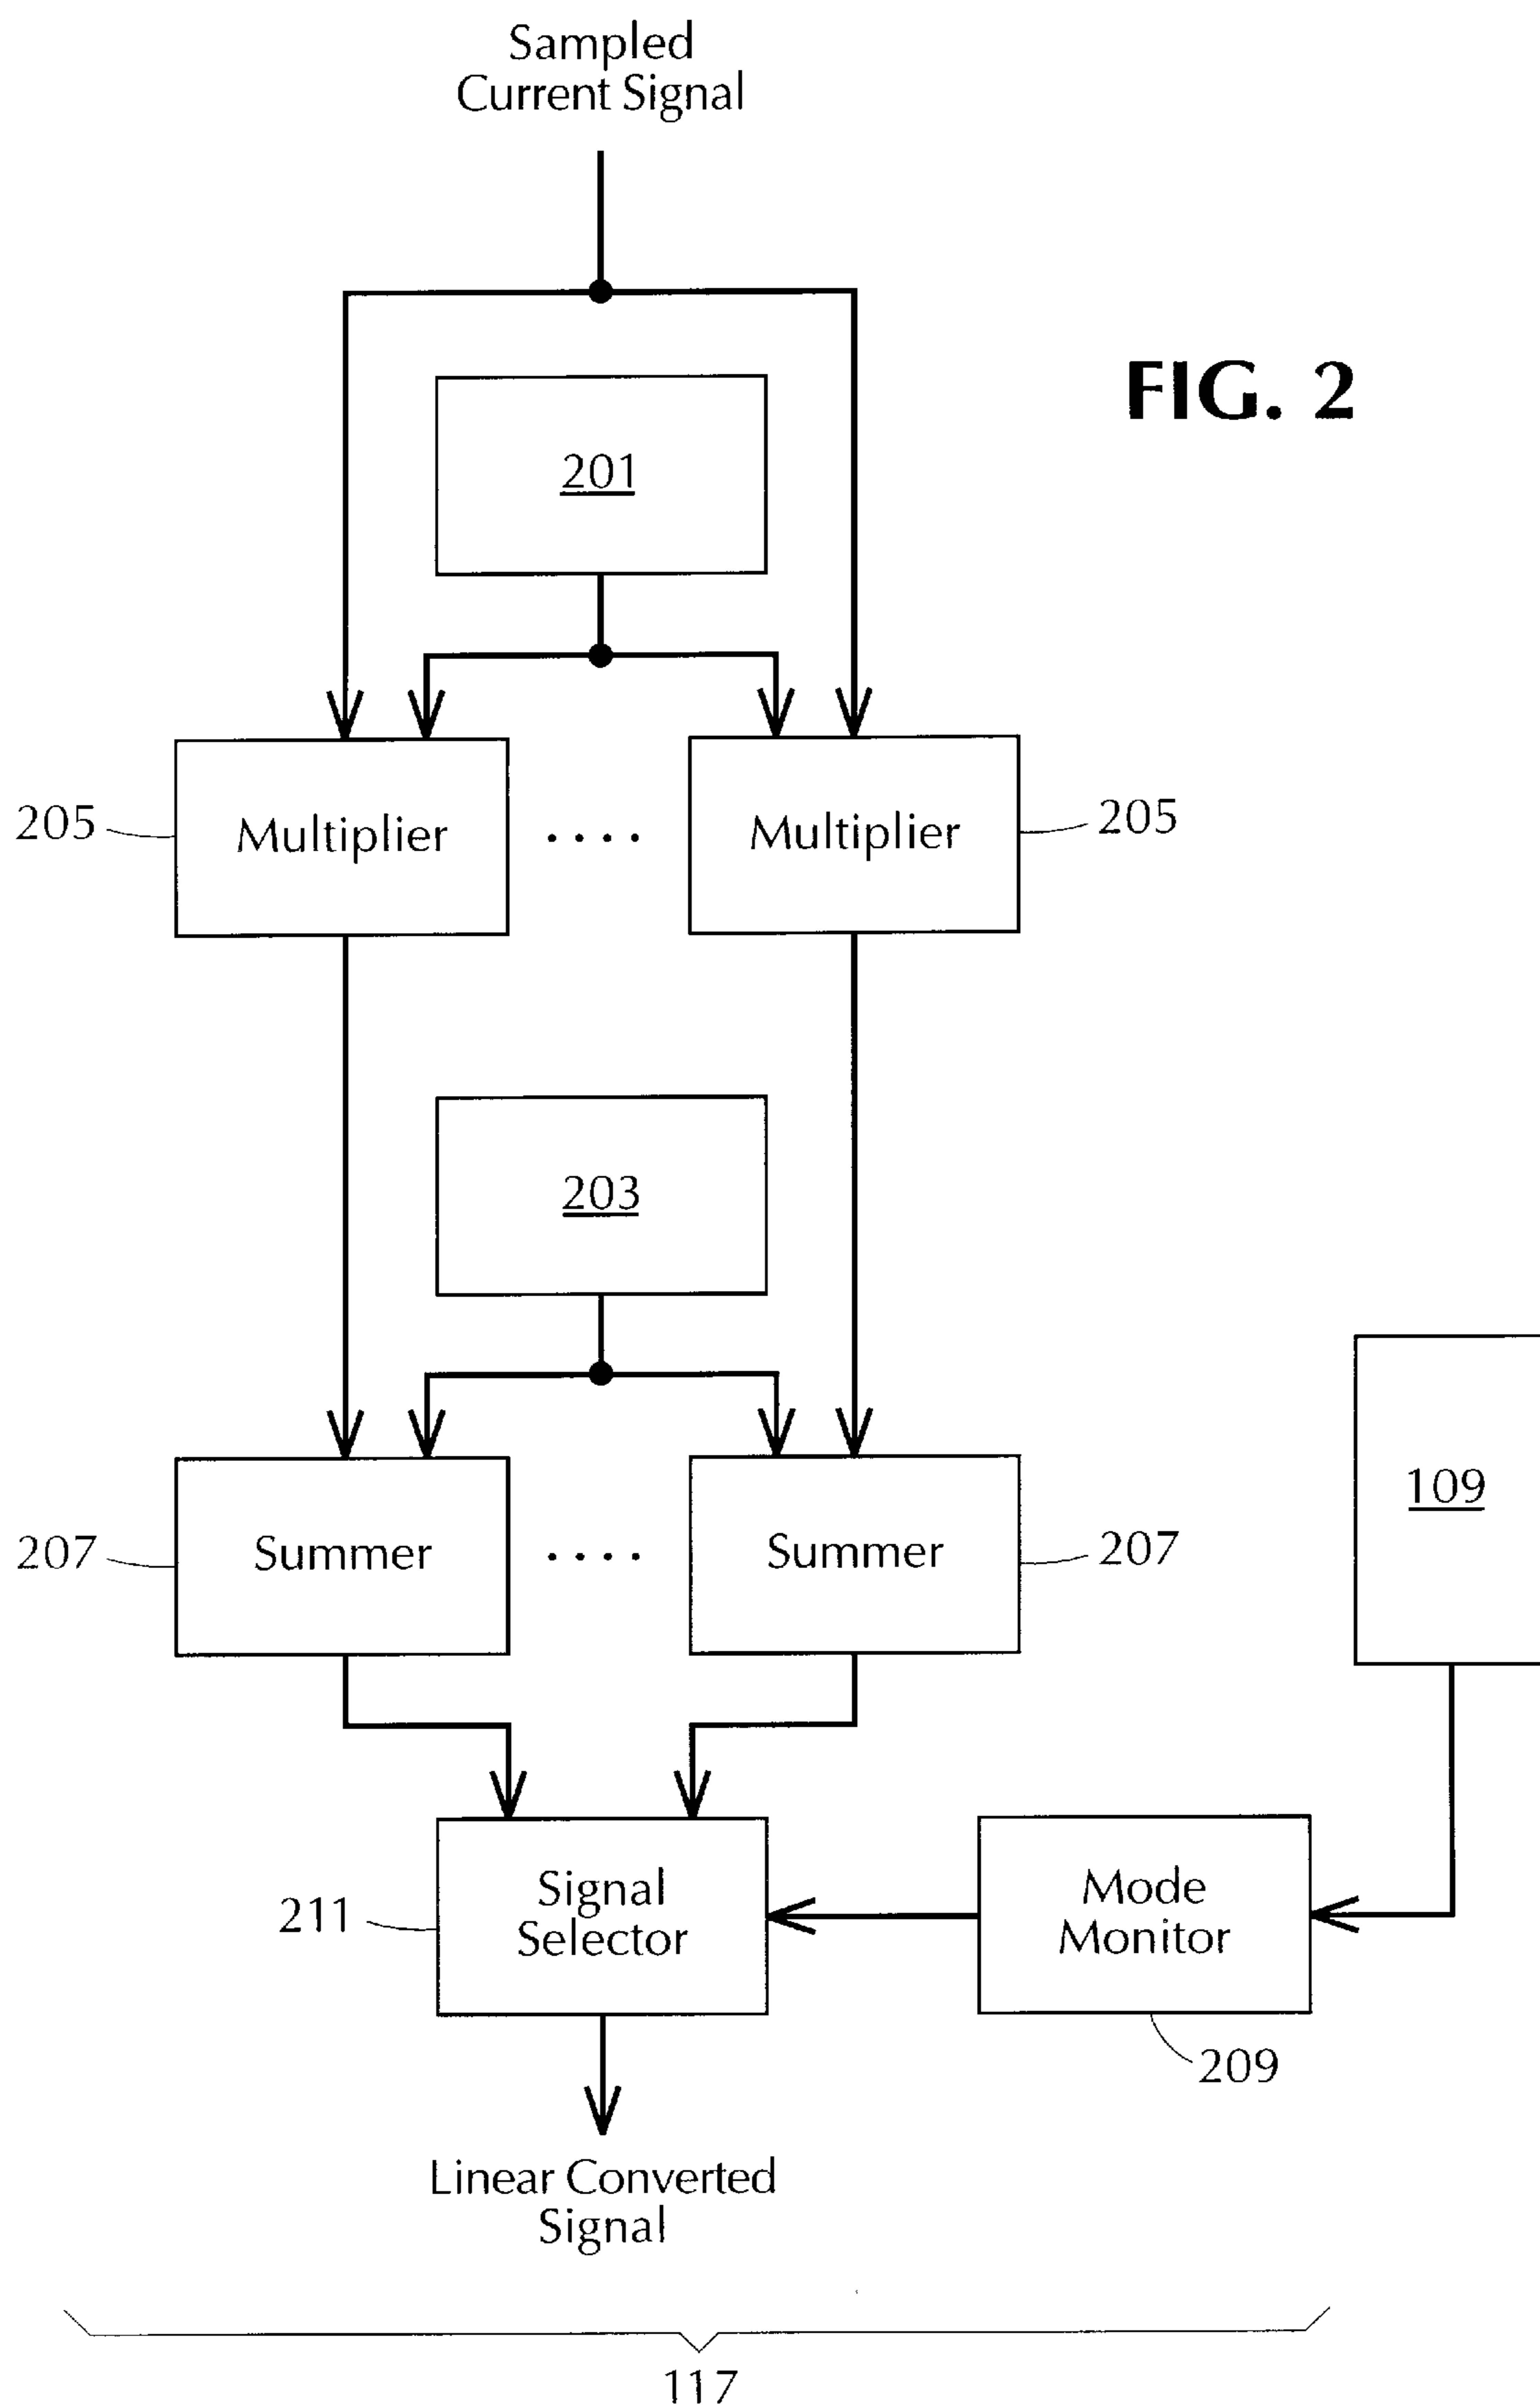 Sampled
Current Signal
FIG. 2
201
205
Multiplier
. . . .
Multiplier
205
203
109
207
Summer
. . . .
Summer
207
211
Signal
Selector
Mode
Monitor
209
Linear Converted
Signal
117